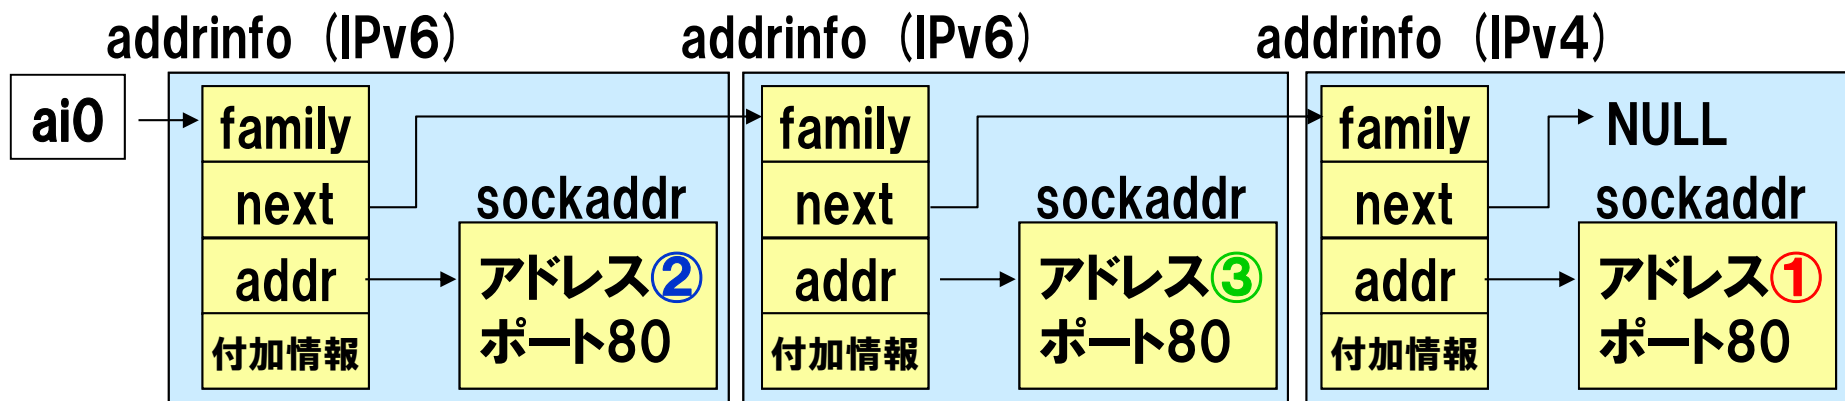 addrinfo (IPv6)
addrinfo (IPv6)
addrinfo (IPv4)
ai0
family
next
addr
付加情報
sockaddr
アドレス②
ポート80
family
next
addr
付加情報
sockaddr
アドレス③
ポート80
family
next
addr
付加情報
NULL
sockaddr
アドレス①
ポート80